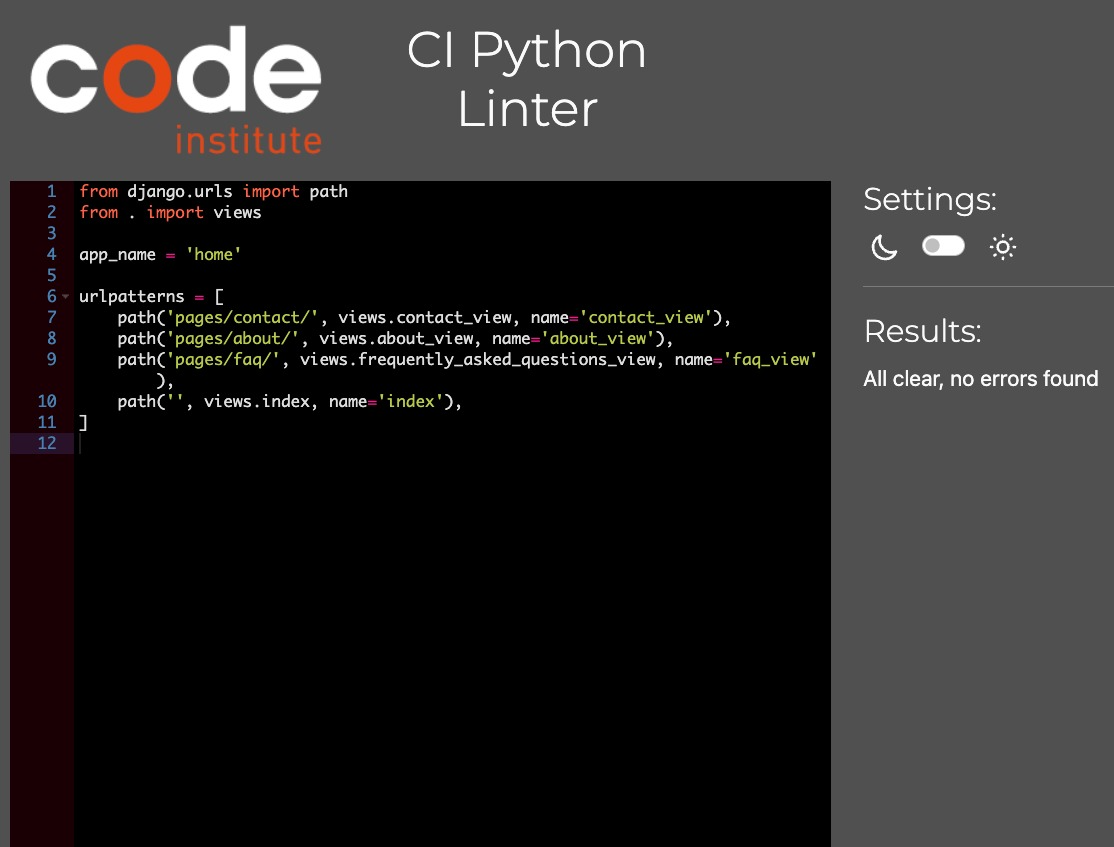 code
institute
CI Python
Linter
1 from django.urls import path
2 from . import views
3
4 app_name = 'home'
5
6 urlpatterns = [
7     path('pages/contact/', views.contact_view, name='contact_view'),
8     path('pages/about/', views.about_view, name='about_view'),
9     path('pages/faq/', views.frequently_asked_questions_view, name='faq_view'
        ),
10     path('', views.index, name='index'),
11 ]
12
Settings:
Results:
All clear, no errors found